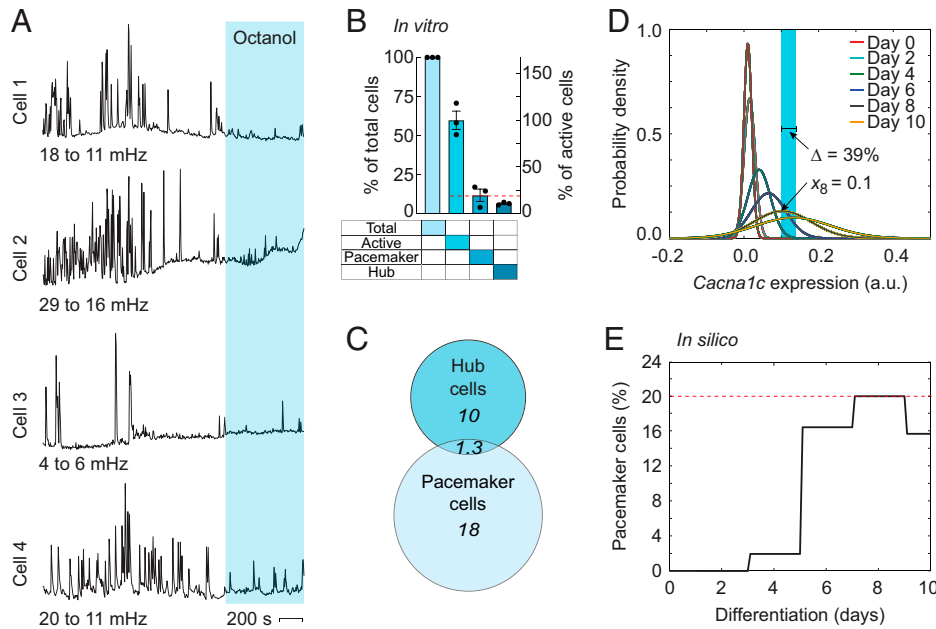 A
Octanol
Cell 1
18 to 11 mHz
Cell 2
29 to 16 mHz
Cell 3
4 to 6 mHz
Cell 4
20 to 11 mHz
200 s
B
In vitro
% of total cells
100
75
50
25
0
% of active cells
150
100
50
0
Total
Active
Pacemaker
Hub
C
Hub
cells
10
1.3
Pacemaker
cells
18
D
Probability density
1.0
0.5
0.0
-0.2
0.0
0.2
0.4
Cacna1c expression (a.u.)
Day 0
Day 2
Day 4
Day 6
Day 8
Day 10
Δ = 39%
x8 = 0.1
E
In silico
Pacemaker cells (%)
24
20
16
12
8
4
0
0
2
4
6
8
10
Differentiation (days)